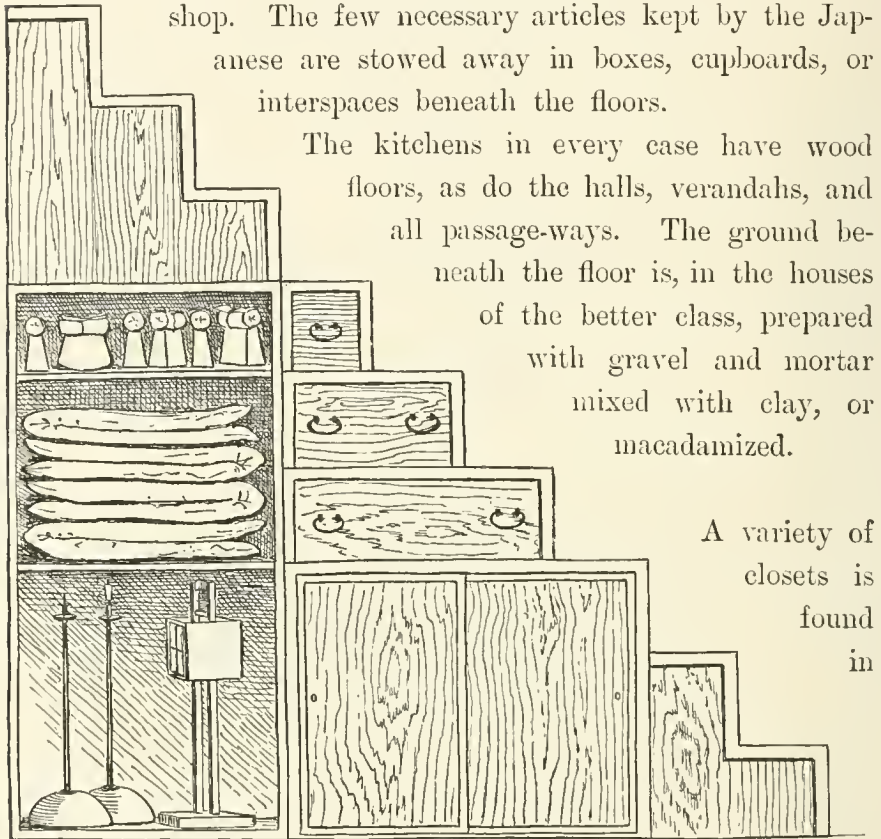 shop. The few necessary articles kept by the Jap-
anese are stowed away in boxes, cupboards, or
interspaces beneath the floors.
The kitchens in every case have wood
floors, as do the halls, verandahs, and
all passage-ways. The ground be-
neath the floor is, in the houses
of the better class, prepared
with gravel and mortar
mixed with clay, or
macadamized.
A variety of
closets is
found
in